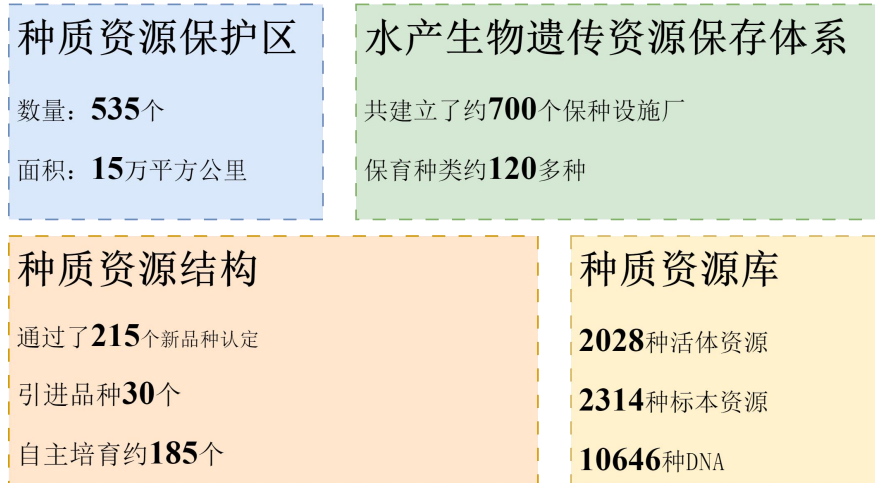 种质资源保护区
数量：535个
面积：15万平方公里
水产生物遗传资源保存体系
共建立了约700个保种设施厂
保育种类约120多种
种质资源结构
通过了215个新品种认定
引进品种30个
自主培育约185个
种质资源库
2028种活体资源
2314种标本资源
10646种DNA